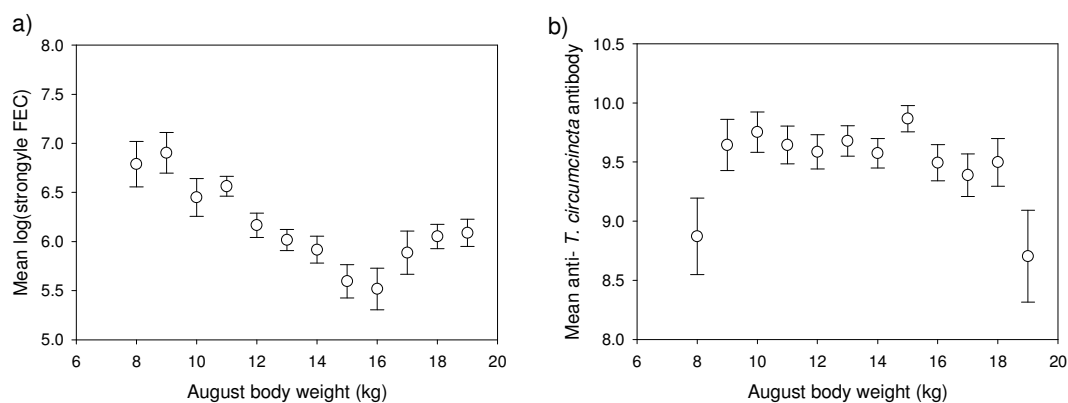 a)
8.0
7.5
7.0
6.5
6.0
5.5
5.0
Mean log(strongyle FEC)
6 8 10 12 14 16 18 20
August body weight (kg)
b)
10.5
10.0
9.5
9.0
8.5
8.0
Mean anti- T. circumcincta antibody
6 8 10 12 14 16 18 20
August body weight (kg)